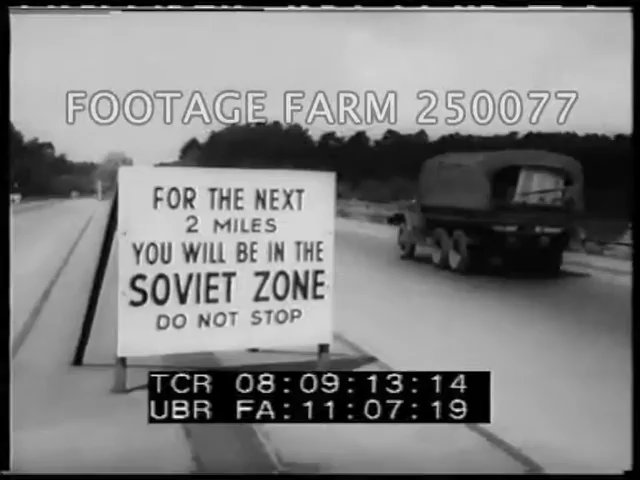 FOOTAGE FARM 250077
FOR THE NEXT
2 MILES
YOU WILL BE IN THE
SOVIET ZONE
DO NOT STOP
TCR 08:09:13:14
UBR FA:11:07:19